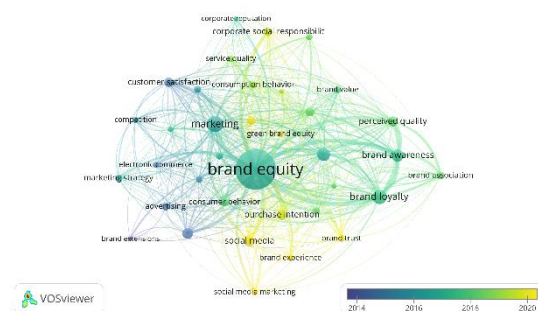 corporate reputation
corporate social responsibilic
service quality
customer satisfaction
consumption behavior
brand value
competition
marketing
perceived quality
green brand equity
brand awareness
electronic commerce
brand equity
marketing strategy
brand association
advertising
consumer behavior
brand loyalty
purchase intention
brand extensions
social media
brand trust
brand experience
social media marketing
VOSviewer
2014 2016 2018 2020